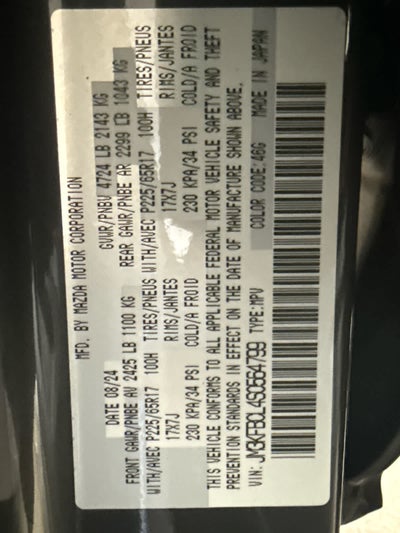 MFD. BY MAZDA MOTOR CORPORATION
DATE 08/24 GVWR/PNBV 4724 LB 2143 KG
FRONT GAWR/PNBE AV 2425 LB 1100 KG REAR GAWR/PNBE AR 2299 LB 1043 KG
WITH/AVEC P225/65R17 100H TIRES/PNEUS WITH/AVEC P225/65R17 100H TIRES/PNEUS
17X7J RIMS/JANTES 17X7J RIMS/JANTES
230 KPA/34 PSI COLD/A FROID 230 KPA/34 PSI COLD/A FROID
THIS VEHICLE CONFORMS TO ALL APPLICABLE FEDERAL MOTOR VEHICLE SAFETY AND THEFT
PREVENTION STANDARDS IN EFFECT ON THE DATE OF MANUFACTURE SHOWN ABOVE.
VIN: JM3KFBCL4S0564799 TYPE:MPV COLOR CODE:46G MADE IN JAPAN